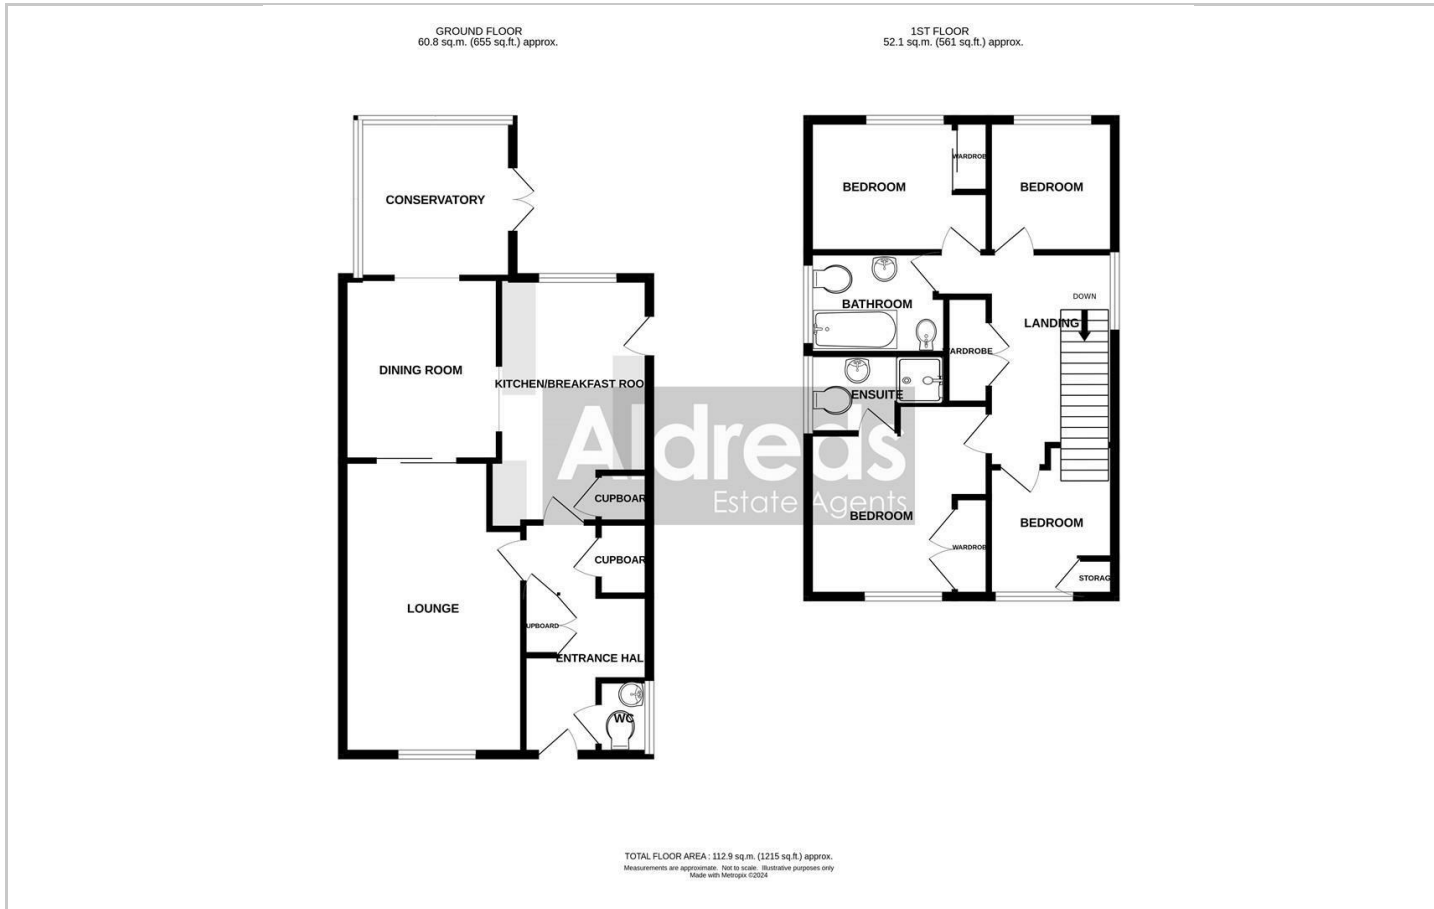 GROUND FLOOR
60.8 sq.m. (655 sq.ft.) approx.
1ST FLOOR
52.1 sq.m. (561 sq.ft.) approx.
CONSERVATORY
DINING ROOM
KITCHEN/BREAKFAST ROO
CUPBOAR
CUPBOAR
LOUNGE
UPBOARD
ENTRANCE HAL
WC
BEDROOM
WARDROBE
BEDROOM
BATHROOM
DOWN
LANDING
ARDROBE
ENSUITE
BEDROOM
WARDROBE
BEDROOM
STORAG
Aldreds
Estate Agents
TOTAL FLOOR AREA : 112.9 sq.m. (1215 sq.ft.) approx.
Measurements are approximate. Not to scale. Illustrative purposes only
Made with Metropix ©2024